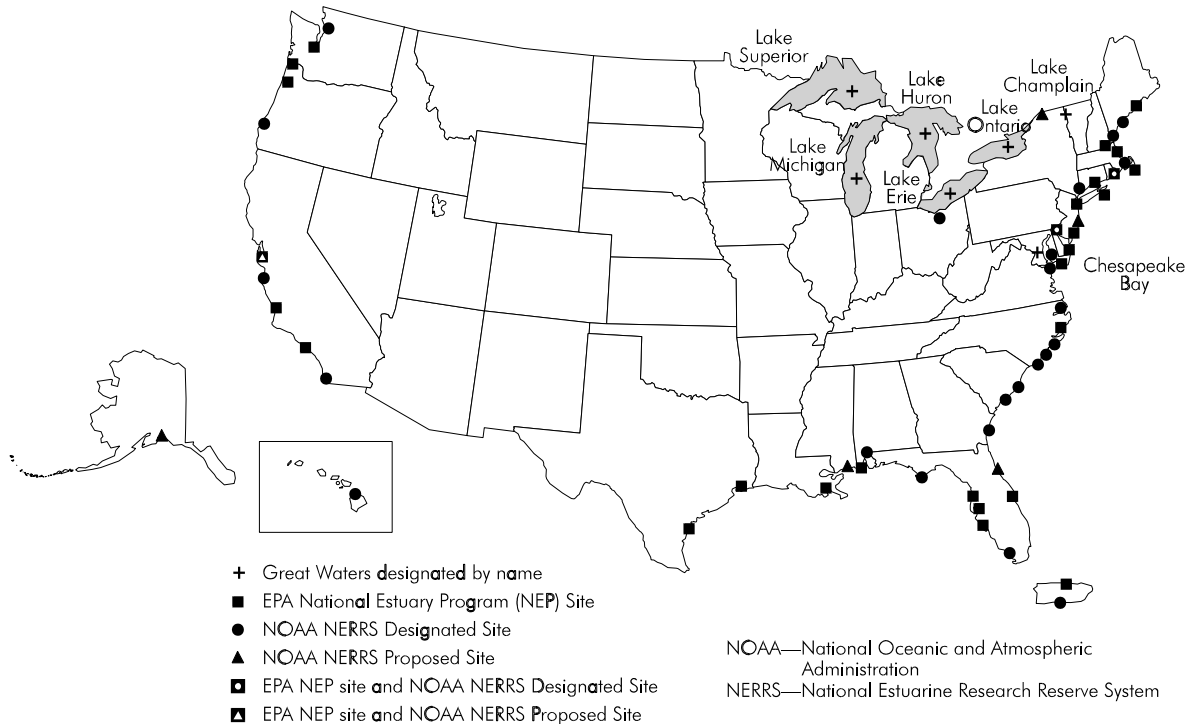 Lake
Superior
Lake
Huron
Lake
Champlain
Lake
Ontario
Lake
Michigan
Lake
Erie
Chesapeake
Bay
Great Waters designated by name
EPA National Estuary Program (NEP) Site
NOAA NERRS Designated Site
NOAA NERRS Proposed Site
EPA NEP site and NOAA NERRS Designated Site
EPA NEP site and NOAA NERRS Proposed Site
NOAA—National Oceanic and Atmospheric
Administration
NERRS—National Estuarine Research Reserve System